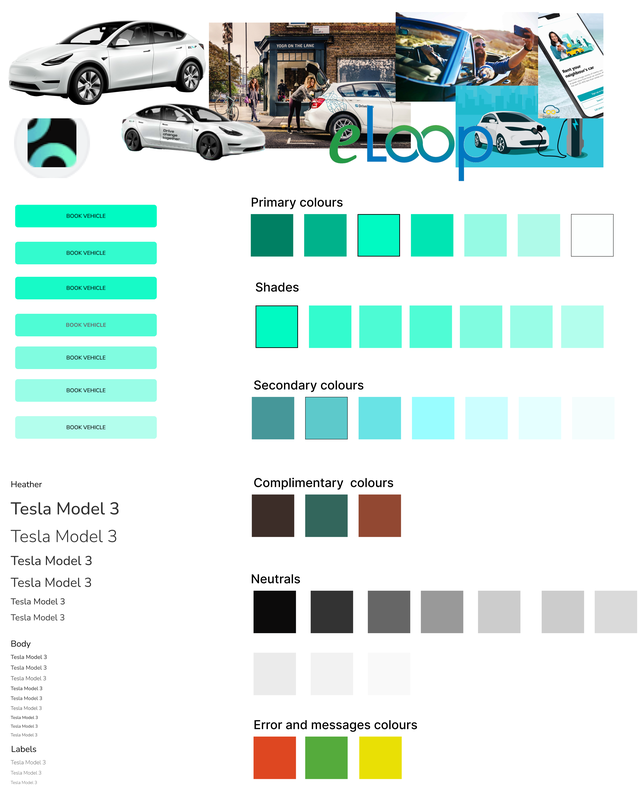 YOGA ON THE LANE
Rent your
neighbor's car
Drive
change
together.
eLoop
BOOK VEHICLE
BOOK VEHICLE
BOOK VEHICLE
BOOK VEHICLE
BOOK VEHICLE
BOOK VEHICLE
BOOK VEHICLE
Primary colours
Shades
Secondary colours
Complimentary colours
Neutrals
Error and messages colours
Heather
Tesla Model 3
Tesla Model 3
Tesla Model 3
Tesla Model 3
Tesla Model 3
Tesla Model 3
Body
Tesla Model 3
Tesla Model 3
Tesla Model 3
Tesla Model 3
Tesla Model 3
Tesla Model 3
Tesla Model 3
Tesla Model 3
Tesla Model 3
Labels
Tesla Model 3
Tesla Model 3
Tesla Model 3